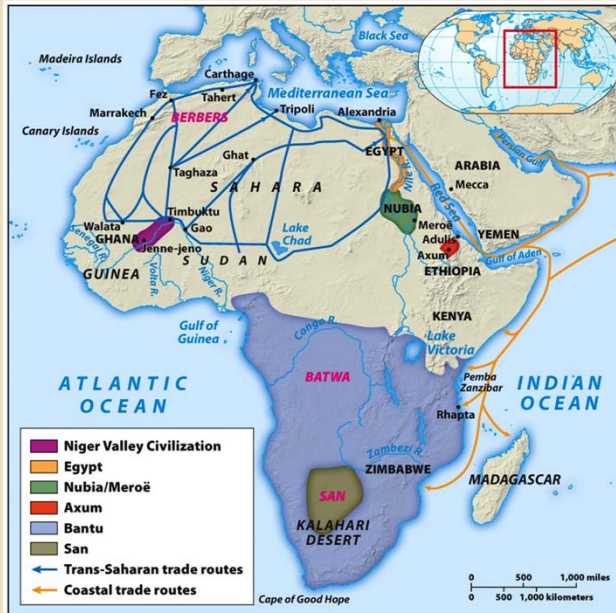 Black Sea
Madeira Islands
Carthage
Fez
Tahert
Mediterranean Sea
Marrakech
BERBERS
Tripoli
Alexandria
Canary Islands
EGYPT
Persian Gulf
ARABIA
Ghat
Nile R.
Taghaza
SAHARA
Red Sea
Mecca
NUBIA
Walata
Timbuktu
Meroë
YEMEN
Senegal R.
GHANA
Gao
Lake
Chad
Adulis
Jenne-jeno
Axum
Gulf of Aden
GUINEA
SUDAN
ETHIOPIA
Volta R.
Niger R.
KENYA
Gulf of
Guinea
Congo R.
Lake
Victoria
ATLANTIC
OCEAN
BATWA
Pemba
Zanzibar
INDIAN
OCEAN
Rhapta
Zambezi R.
ZIMBABWE
MADAGASCAR
SAN
KALAHARI
DESERT
Niger Valley Civilization
Egypt
Nubia/Meroë
Axum
Bantu
San
Trans-Saharan trade routes
Coastal trade routes
Cape of Good Hope
0 500 1,000 miles
0 500 1,000 kilometers